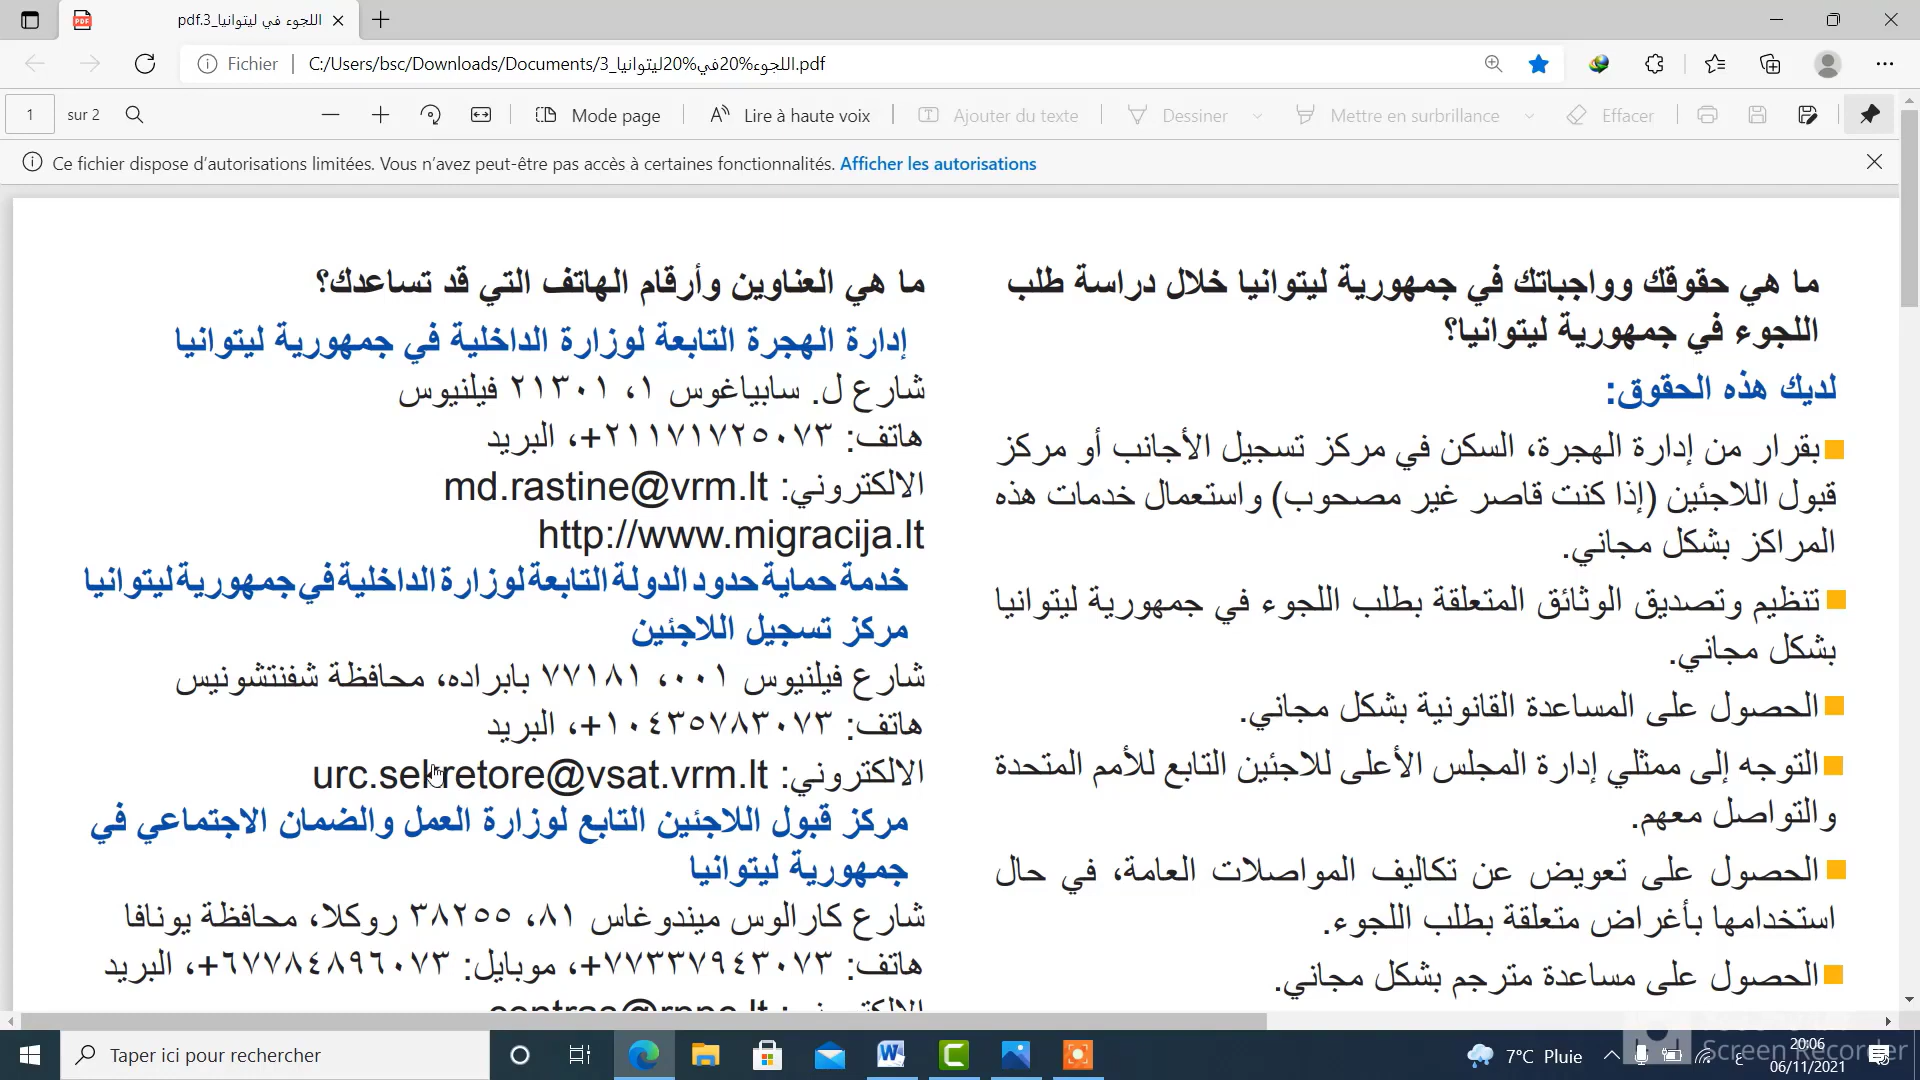 اللجوء في ليتوانيا_3.pdf
Fichier
C:/Users/bsc/Downloads/Documents/3_اللجوء%20في%20ليتوانيا.pdf
1 sur 2
Mode page
Lire à haute voix
Ajouter du texte
Dessiner
Mettre en surbrillance
Effacer
Ce fichier dispose d'autorisations limitées. Vous n'avez peut-être pas accès à certaines fonctionnalités. Afficher les autorisations
ما هي حقوقك وواجباتك في جمهورية ليتوانيا خلال دراسة طلب
اللجوء في جمهورية ليتوانيا؟
لديك هذه الحقوق:
بقرار من إدارة الهجرة، السكن في مركز تسجيل الأجانب أو مركز
قبول اللاجئين (إذا كنت قاصر غير مصحوب) واستعمال خدمات هذه
المراكز بشكل مجاني.
تنظيم وتصديق الوثائق المتعلقة بطلب اللجوء في جمهورية ليتوانيا
بشكل مجاني.
الحصول على المساعدة القانونية بشكل مجاني.
التوجه إلى ممثلي إدارة المجلس الأعلى للاجئين التابع للأمم المتحدة
والتواصل معهم.
الحصول على تعويض عن تكاليف المواصلات العامة، في حال
استخدامها بأغراض متعلقة بطلب اللجوء.
الحصول على مساعدة مترجم بشكل مجاني.
ما هي العناوين وأرقام الهاتف التي قد تساعدك؟
إدارة الهجرة التابعة لوزارة الداخلية في جمهورية ليتوانيا
شارع ل. سابياغوس ١، ٢١٣٠١ فيلنيوس
هاتف: ٢١١٧١٧٢٥٠٧٣+، البريد
الالكتروني: md.rastine@vrm.lt
http://www.migracija.lt
خدمة حماية حدود الدولة التابعة لوزارة الداخلية في جمهورية ليتوانيا
مركز تسجيل اللاجئين
شارع فيلنيوس ٠٠١، ٧٧١٨١ بابراده، محافظة شفنتشونيس
هاتف: ١٠٤٣٥٧٨٣٠٧٣+، البريد
الالكتروني: urc.sekretore@vsat.vrm.lt
مركز قبول اللاجئين التابع لوزارة العمل والضمان الاجتماعي في
جمهورية ليتوانيا
شارع كارالوس ميندوغاس ٨١، ٣٨٢٥٥ روكلا، محافظة يونافا
هاتف: ٧٧٣٣٧٩٤٣٠٧٣+، موبايل: ٦٧٧٨٤٨٩٦٠٧٣+، البريد
Taper ici pour rechercher
7°C Pluie
ع
20:06
06/11/2021
Screen Recorder